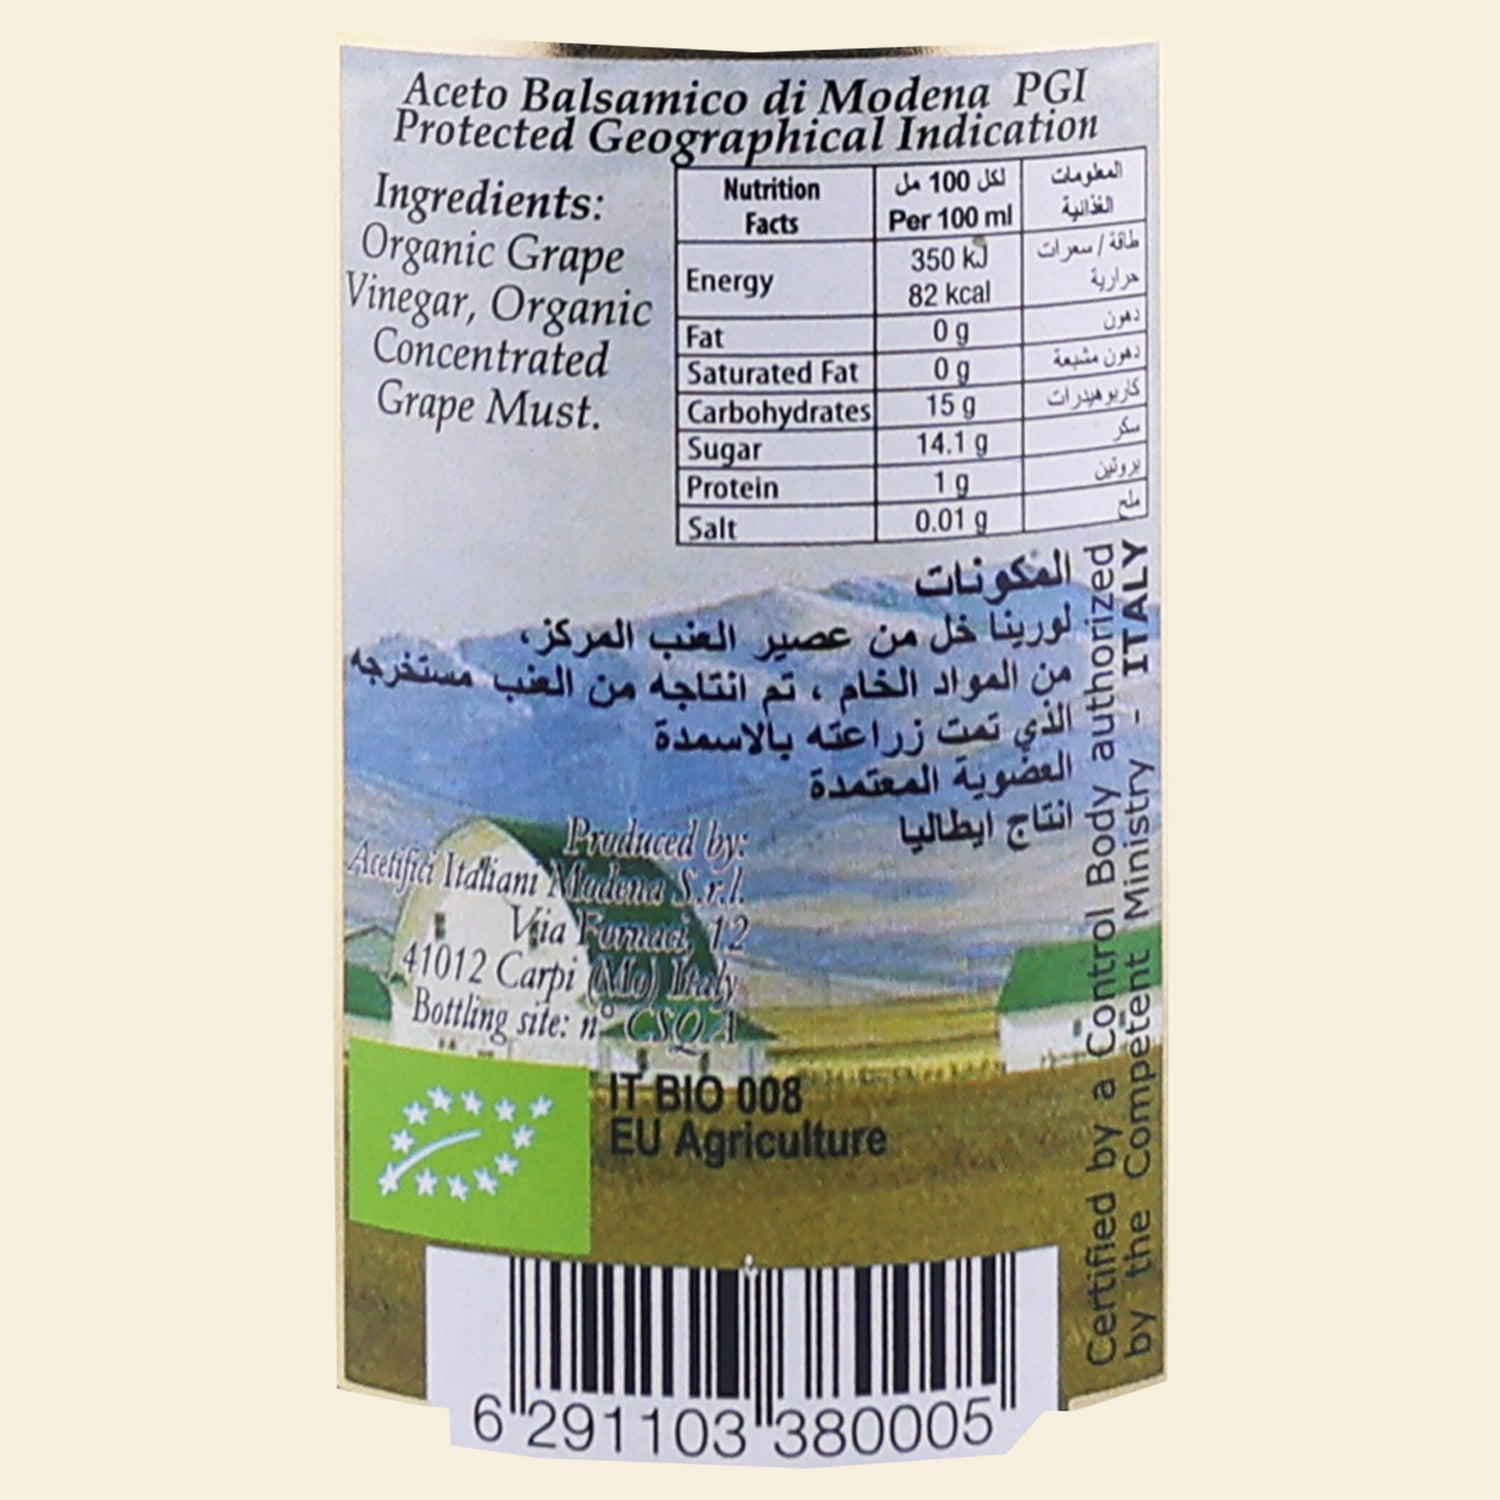 Aceto Balsamico di Modena PGI
Protected Geographical Indication
Ingredients:
Organic Grape
Vinegar, Organic
Concentrated
Grape Must.
Nutrition Facts لكل 100 مل Per 100 ml المعلومات الغذائية
Energy 350 kJ 82 kcal طاقة / سعرات حرارية
Fat 0 g دهون
Saturated Fat 0 g دهون مشبعة
Carbohydrates 15 g كاربوهيدرات
Sugar 14.1 g سكر
Protein 1 g بروتين
Salt 0.01 g ملح
المكونات
لورينا خل من عصير العنب المركز،
من المواد الخام ، تم انتاجه من العنب مستخرجه
الذي تمت زراعته بالاسمدة
العضوية المعتمدة
انتاج ايطاليا
Produced by:
Acetifici Italiani Modena S.r.l.
Via Fornaci, 12
41012 Carpi (Mo) Italy
Bottling site: n° CSQA
IT BIO 008
EU Agriculture
Certified by a Control Body authorized
by the Competent Ministry - ITALY
6 291103 380005